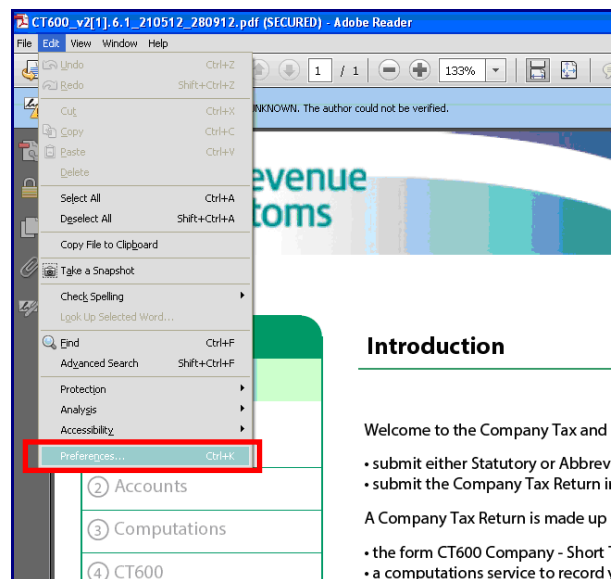 CT600_v2[1].6.1_210512_280912.pdf (SECURED) - Adobe Reader
File Edit View Window Help
Undo Ctrl+Z
Redo Shift+Ctrl+Z
1 / 1 133%
Cut Ctrl+X
NKNOWN. The author could not be verified.
Copy Ctrl+C
Paste Ctrl+V
Delete
evenue
toms
Select All Ctrl+A
Deselect All Shift+Ctrl+A
Copy File to Clipboard
Take a Snapshot
Check Spelling
Look Up Selected Word...
Find Ctrl+F
Advanced Search Shift+Ctrl+F
Protection
Analysis
Accessibility
Preferences... Ctrl+K
2 Accounts
3 Computations
4 CT600
Introduction
Welcome to the Company Tax and
• submit either Statutory or Abbrev
• submit the Company Tax Return i
A Company Tax Return is made up
• the form CT600 Company - Short T
• a computations service to record